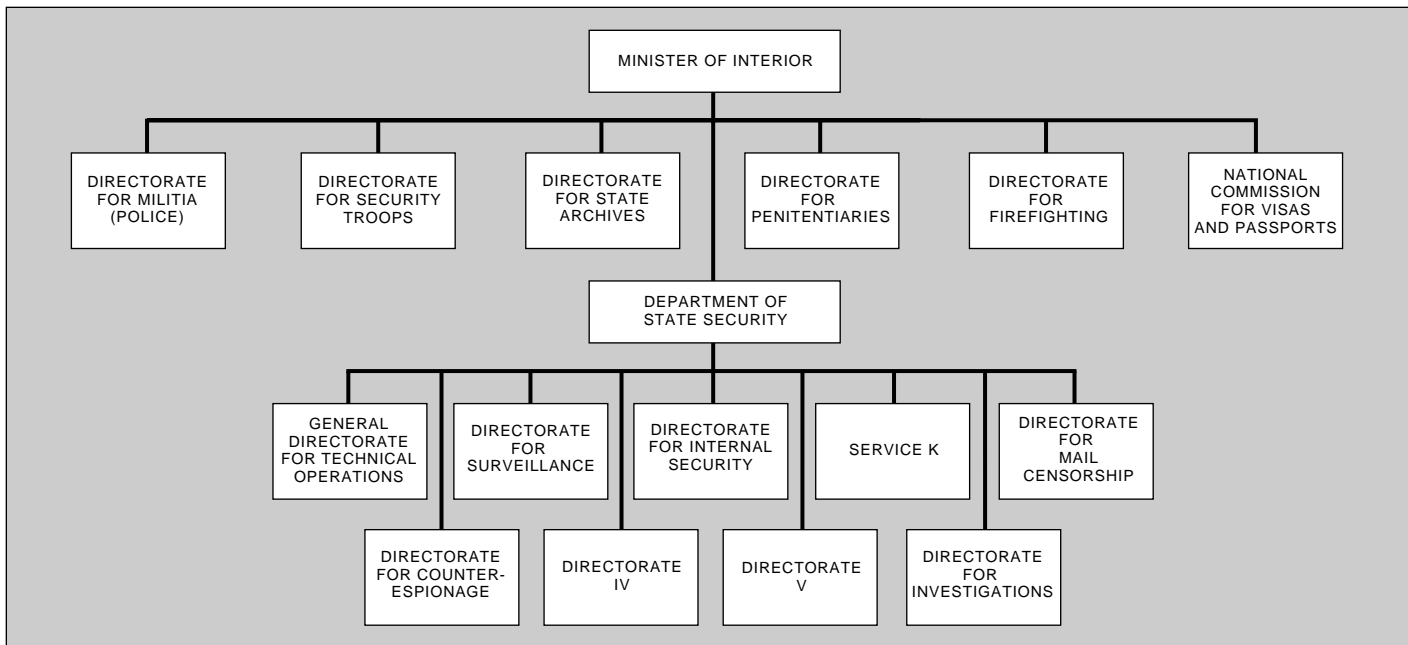 MINISTER OF INTERIOR
DIRECTORATE
FOR MILITIA
(POLICE)
DIRECTORATE
FOR SECURITY
TROOPS
DIRECTORATE
FOR STATE
ARCHIVES
DIRECTORATE
FOR
PENITENTIARIES
DIRECTORATE
FOR
FIREFIGHTING
NATIONAL
COMMISSION
FOR VISAS
AND PASSPORTS
DEPARTMENT OF
STATE SECURITY
GENERAL
DIRECTORATE
FOR TECHNICAL
OPERATIONS
DIRECTORATE
FOR
SURVEILLANCE
DIRECTORATE
FOR INTERNAL
SECURITY
SERVICE K
DIRECTORATE
FOR
MAIL
CENSORSHIP
DIRECTORATE
FOR COUNTER-
ESPIONAGE
DIRECTORATE
IV
DIRECTORATE
V
DIRECTORATE
FOR
INVESTIGATIONS